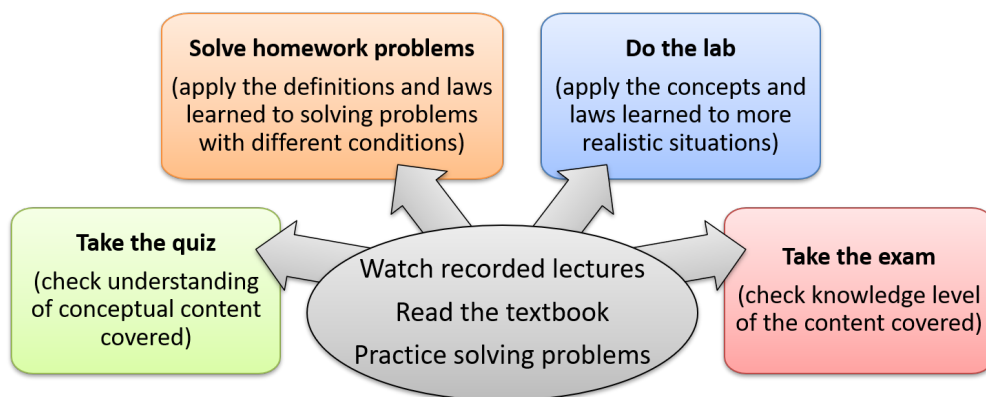 Solve homework problems
(apply the definitions and laws
learned to solving problems
with different conditions)
Do the lab
(apply the concepts and
laws learned to more
realistic situations)
Take the quiz
(check understanding
of conceptual content
covered)
Watch recorded lectures
Read the textbook
Practice solving problems
Take the exam
(check knowledge level
of the content covered)